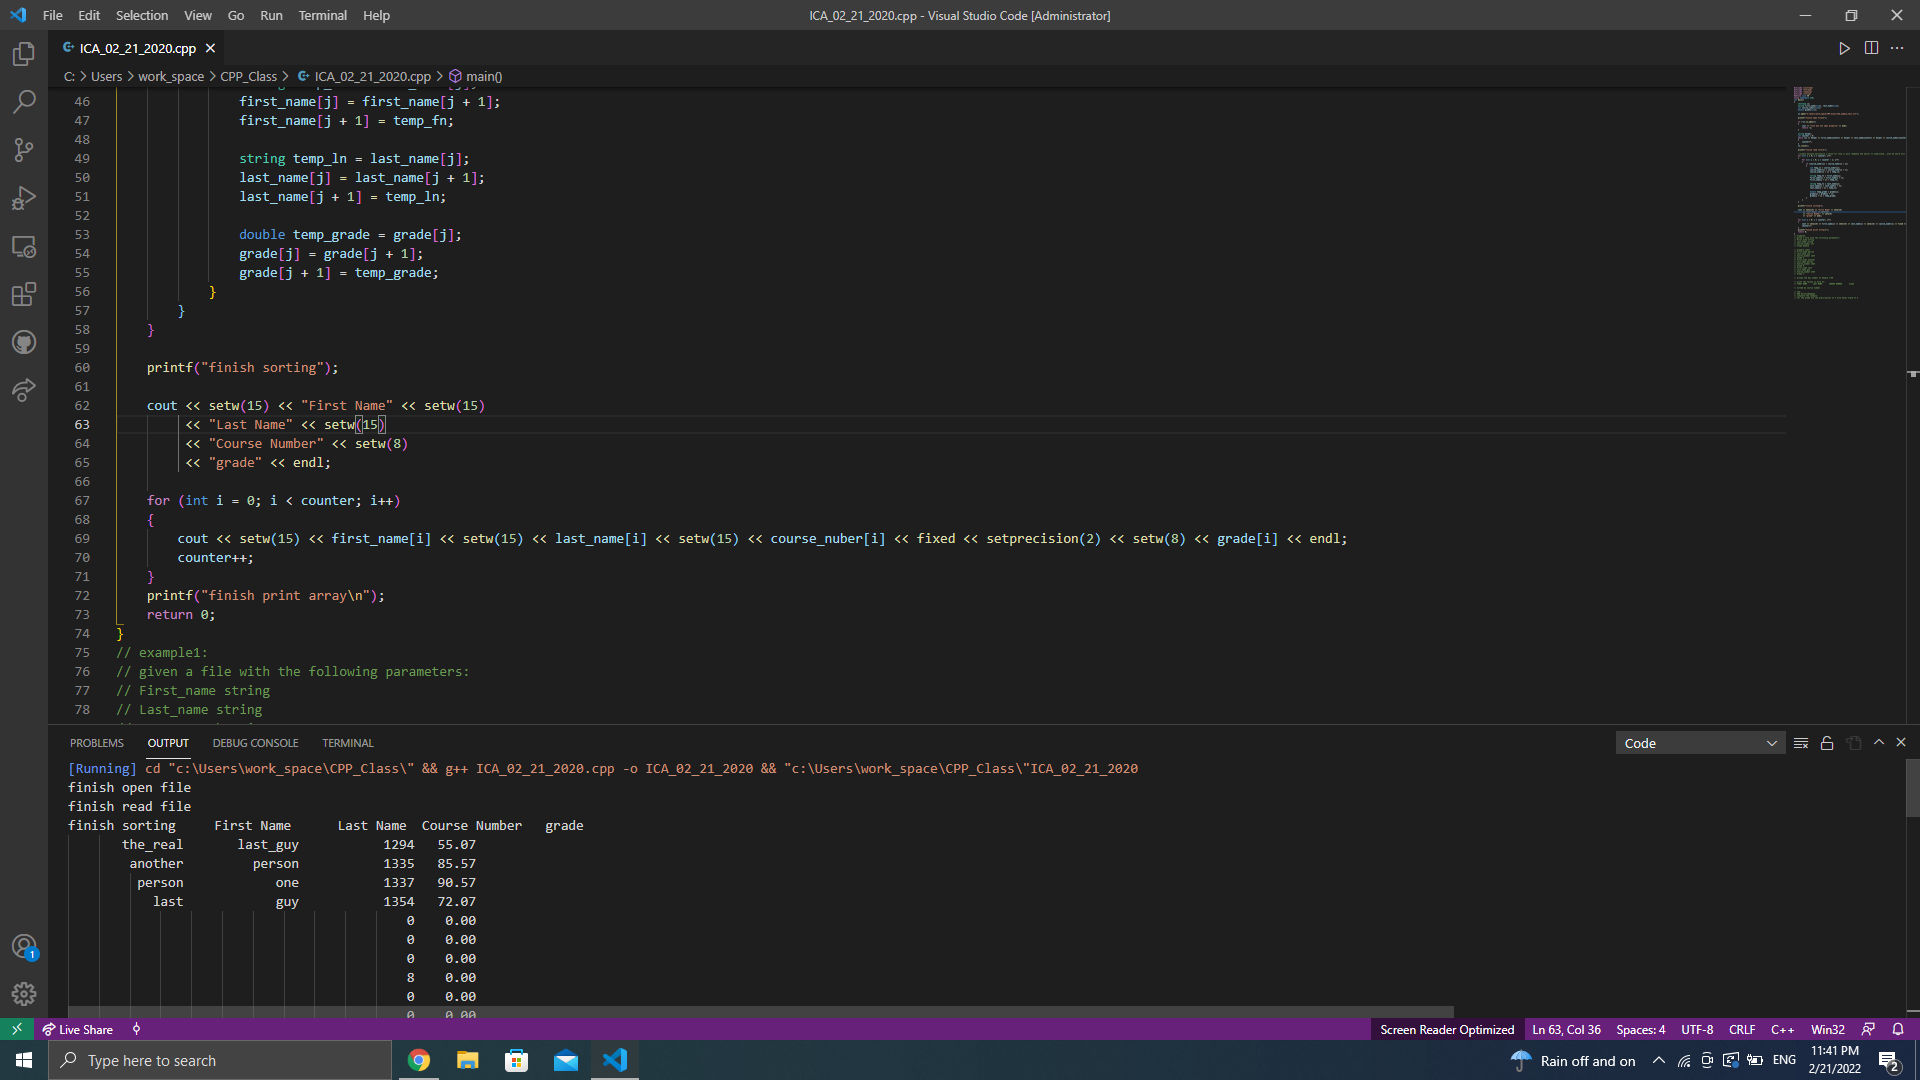 File Edit Selection View Go Run Terminal Help
ICA_02_21_2020.cpp - Visual Studio Code [Administrator]
ICA_02_21_2020.cpp
C: > Users > work_space > CPP_Class > ICA_02_21_2020.cpp > main()
46 first_name[j] = first_name[j + 1];
47 first_name[j + 1] = temp_fn;
48
49 string temp_ln = last_name[j];
50 last_name[j] = last_name[j + 1];
51 last_name[j + 1] = temp_ln;
52
53 double temp_grade = grade[j];
54 grade[j] = grade[j + 1];
55 grade[j + 1] = temp_grade;
56 }
57 }
58 }
59
60 printf("finish sorting");
61
62 cout << setw(15) << "First Name" << setw(15)
63 << "Last Name" << setw(15)
64 << "Course Number" << setw(8)
65 << "grade" << endl;
66
67 for (int i = 0; i < counter; i++)
68 {
69 cout << setw(15) << first_name[i] << setw(15) << last_name[i] << setw(15) << course_nuber[i] << fixed << setprecision(2) << setw(8) << grade[i] << endl;
70 counter++;
71 }
72 printf("finish print array\n");
73 return 0;
74 }
75 // example1:
76 // given a file with the following parameters:
77 // First_name string
78 // Last_name string
PROBLEMS OUTPUT DEBUG CONSOLE TERMINAL
Code
[Running] cd "c:\Users\work_space\CPP_Class\" && g++ ICA_02_21_2020.cpp -o ICA_02_21_2020 && "c:\Users\work_space\CPP_Class\"ICA_02_21_2020
finish open file
finish read file
finish sorting First Name Last Name Course Number grade
the_real last_guy 1294 55.07
another person 1335 85.57
person one 1337 90.57
last guy 1354 72.07
0 0.00
0 0.00
0 0.00
8 0.00
0 0.00
0 0.00
1
Live Share
Screen Reader Optimized Ln 63, Col 36 Spaces: 4 UTF-8 CRLF C++ Win32
Type here to search
Rain off and on
ENG
11:41 PM
2/21/2022
2